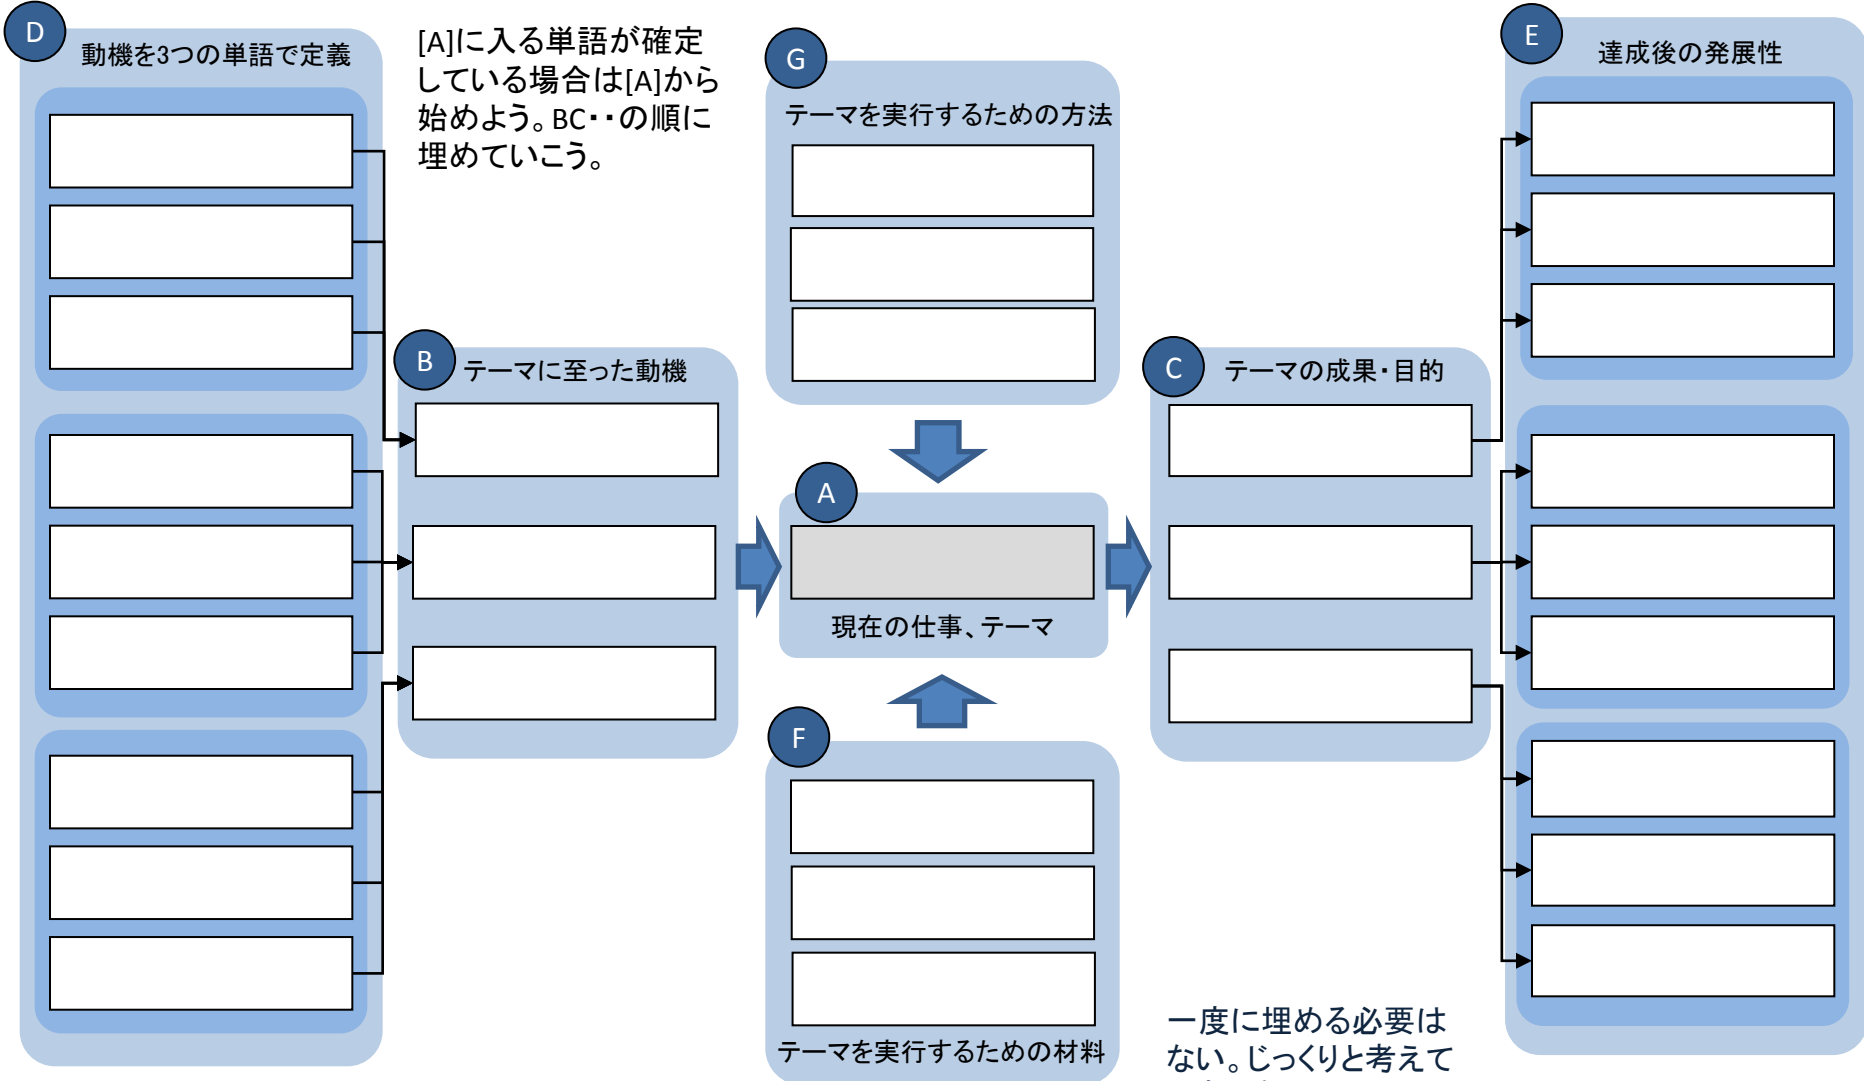 D
動機を3つの単語で定義
[A]に入る単語が確定
している場合は[A]から
始めよう。BC・・の順に
埋めていこう。
G
テーマを実行するための方法
E
達成後の発展性
B
テーマに至った動機
C
テーマの成果・目的
A
現在の仕事、テーマ
F
テーマを実行するための材料
一度に埋める必要は
ない。じっくりと考えて